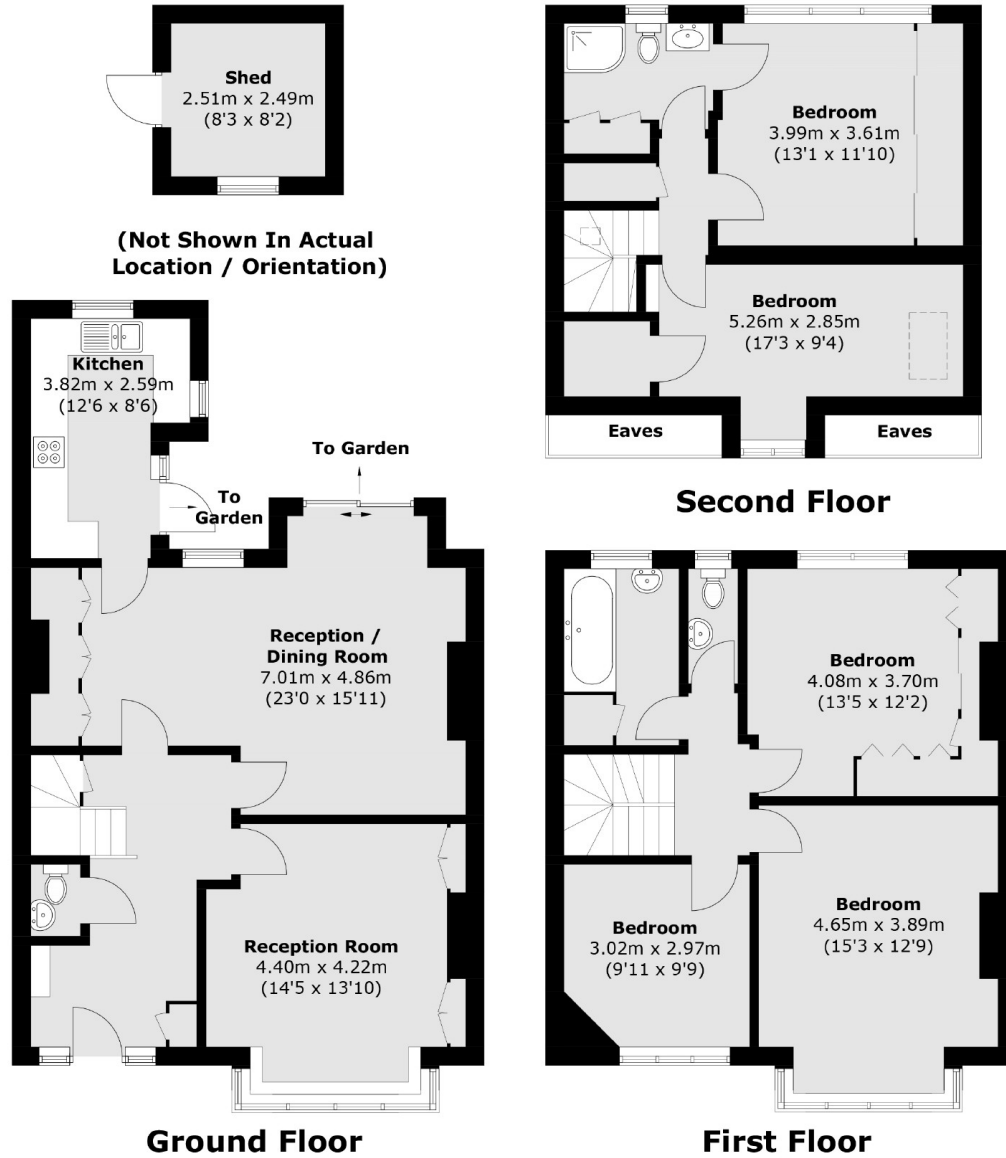 Shed
2.51m x 2.49m
(8'3 x 8'2)
(Not Shown In Actual
Location / Orientation)
Kitchen
3.82m x 2.59m
(12'6 x 8'6)
To
Garden
To Garden
Reception /
Dining Room
7.01m x 4.86m
(23'0 x 15'11)
Reception Room
4.40m x 4.22m
(14'5 x 13'10)
Ground Floor
Bedroom
3.99m x 3.61m
(13'1 x 11'10)
Bedroom
5.26m x 2.85m
(17'3 x 9'4)
Eaves
Eaves
Second Floor
Bedroom
4.08m x 3.70m
(13'5 x 12'2)
Bedroom
4.65m x 3.89m
(15'3 x 12'9)
Bedroom
3.02m x 2.97m
(9'11 x 9'9)
First Floor